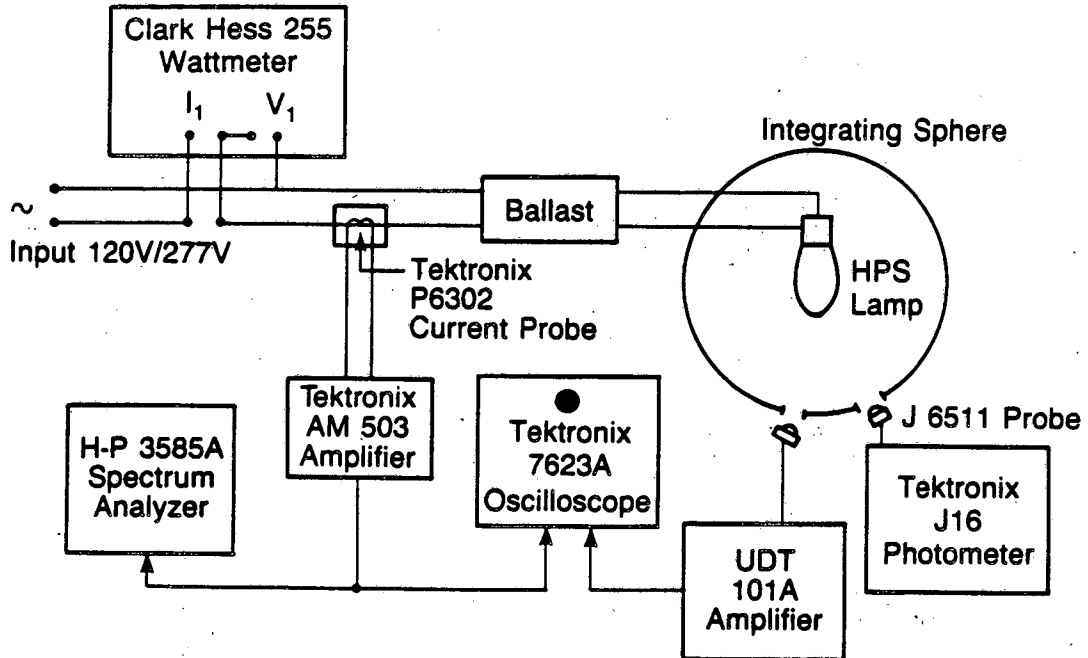 Clark Hess 255
Wattmeter
I₁
V₁
Integrating Sphere
~
Input 120V/277V
Ballast
HPS
Lamp
Tektronix
P6302
Current Probe
Tektronix
AM 503
Amplifier
H-P 3585A
Spectrum
Analyzer
Tektronix
7623A
Oscilloscope
J 6511 Probe
Tektronix
J16
Photometer
UDT
101A
Amplifier